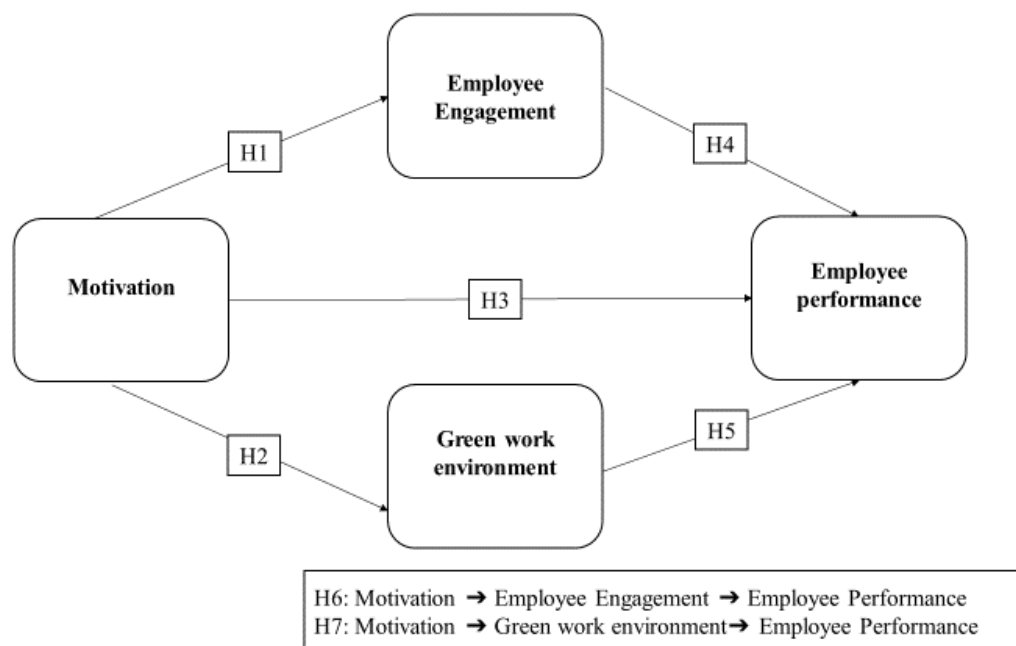 Employee
Engagement
H1
H4
Motivation
H3
Employee
performance
H2
Green work
environment
H5
H6: Motivation ➔ Employee Engagement ➔ Employee Performance
H7: Motivation ➔ Green work environment➔ Employee Performance